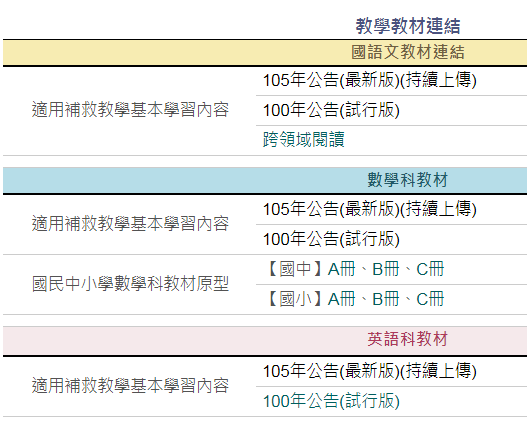 教學教材連結
國語文教材連結
適用補救教學基本學習內容
105年公告(最新版)(持續上傳)
100年公告(試行版)
跨領域閱讀
數學科教材
適用補救教學基本學習內容
105年公告(最新版)(持續上傳)
100年公告(試行版)
國民中小學數學科教材原型
【國中】A冊、B冊、C冊
【國小】A冊、B冊、C冊
英語科教材
適用補救教學基本學習內容
105年公告(最新版)(持續上傳)
100年公告(試行版)